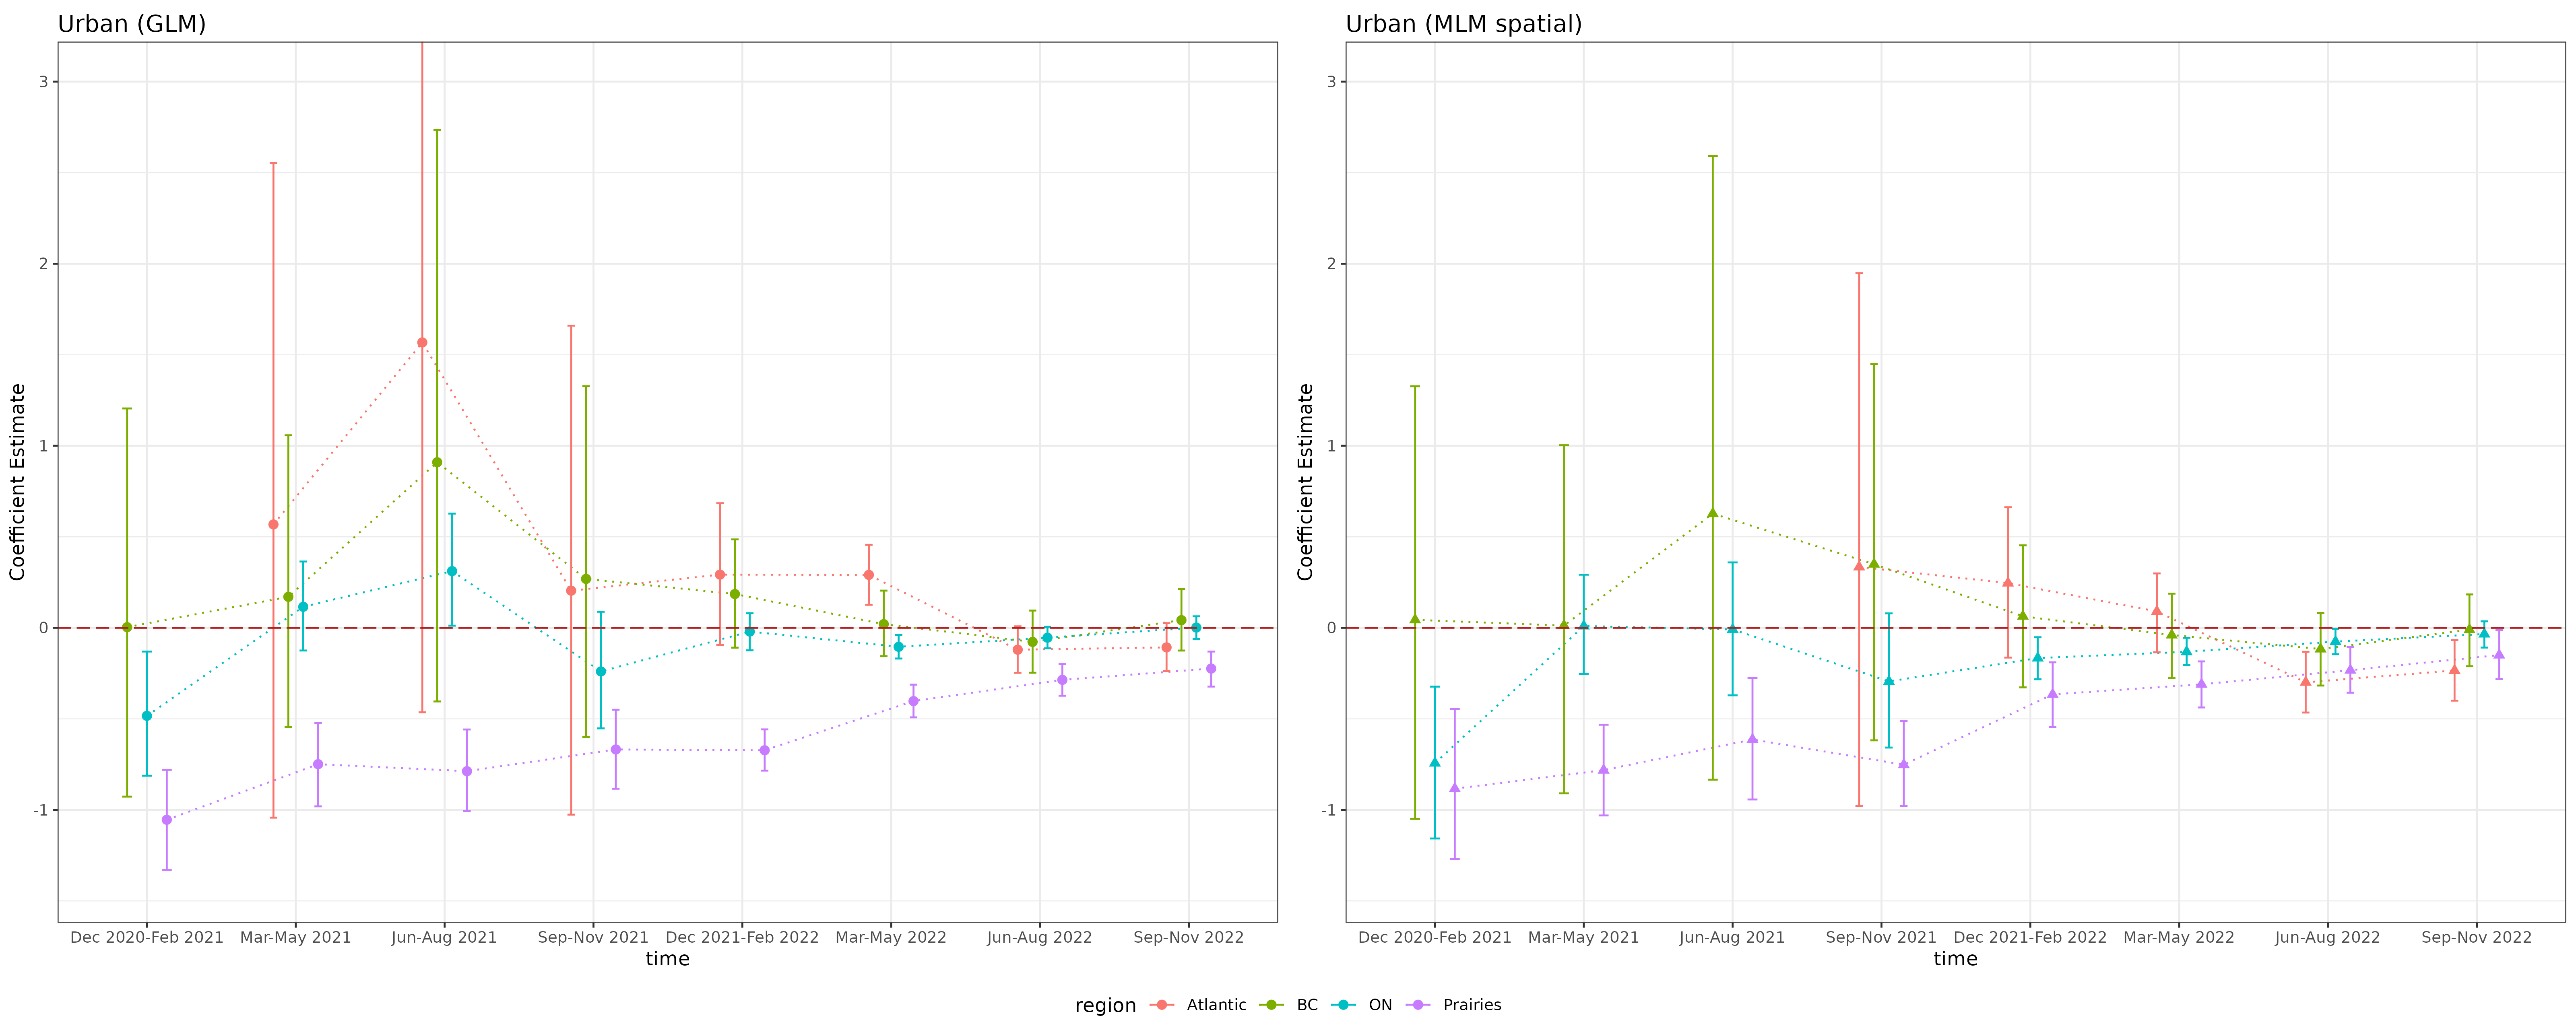 Urban (GLM)
Coefficient Estimate
3
2
1
0
-1
Dec 2020-Feb 2021 Mar-May 2021 Jun-Aug 2021 Sep-Nov 2021 Dec 2021-Feb 2022 Mar-May 2022 Jun-Aug 2022 Sep-Nov 2022
time
Urban (MLM spatial)
Coefficient Estimate
3
2
1
0
-1
Dec 2020-Feb 2021 Mar-May 2021 Jun-Aug 2021 Sep-Nov 2021 Dec 2021-Feb 2022 Mar-May 2022 Jun-Aug 2022 Sep-Nov 2022
time
region Atlantic BC ON Prairies